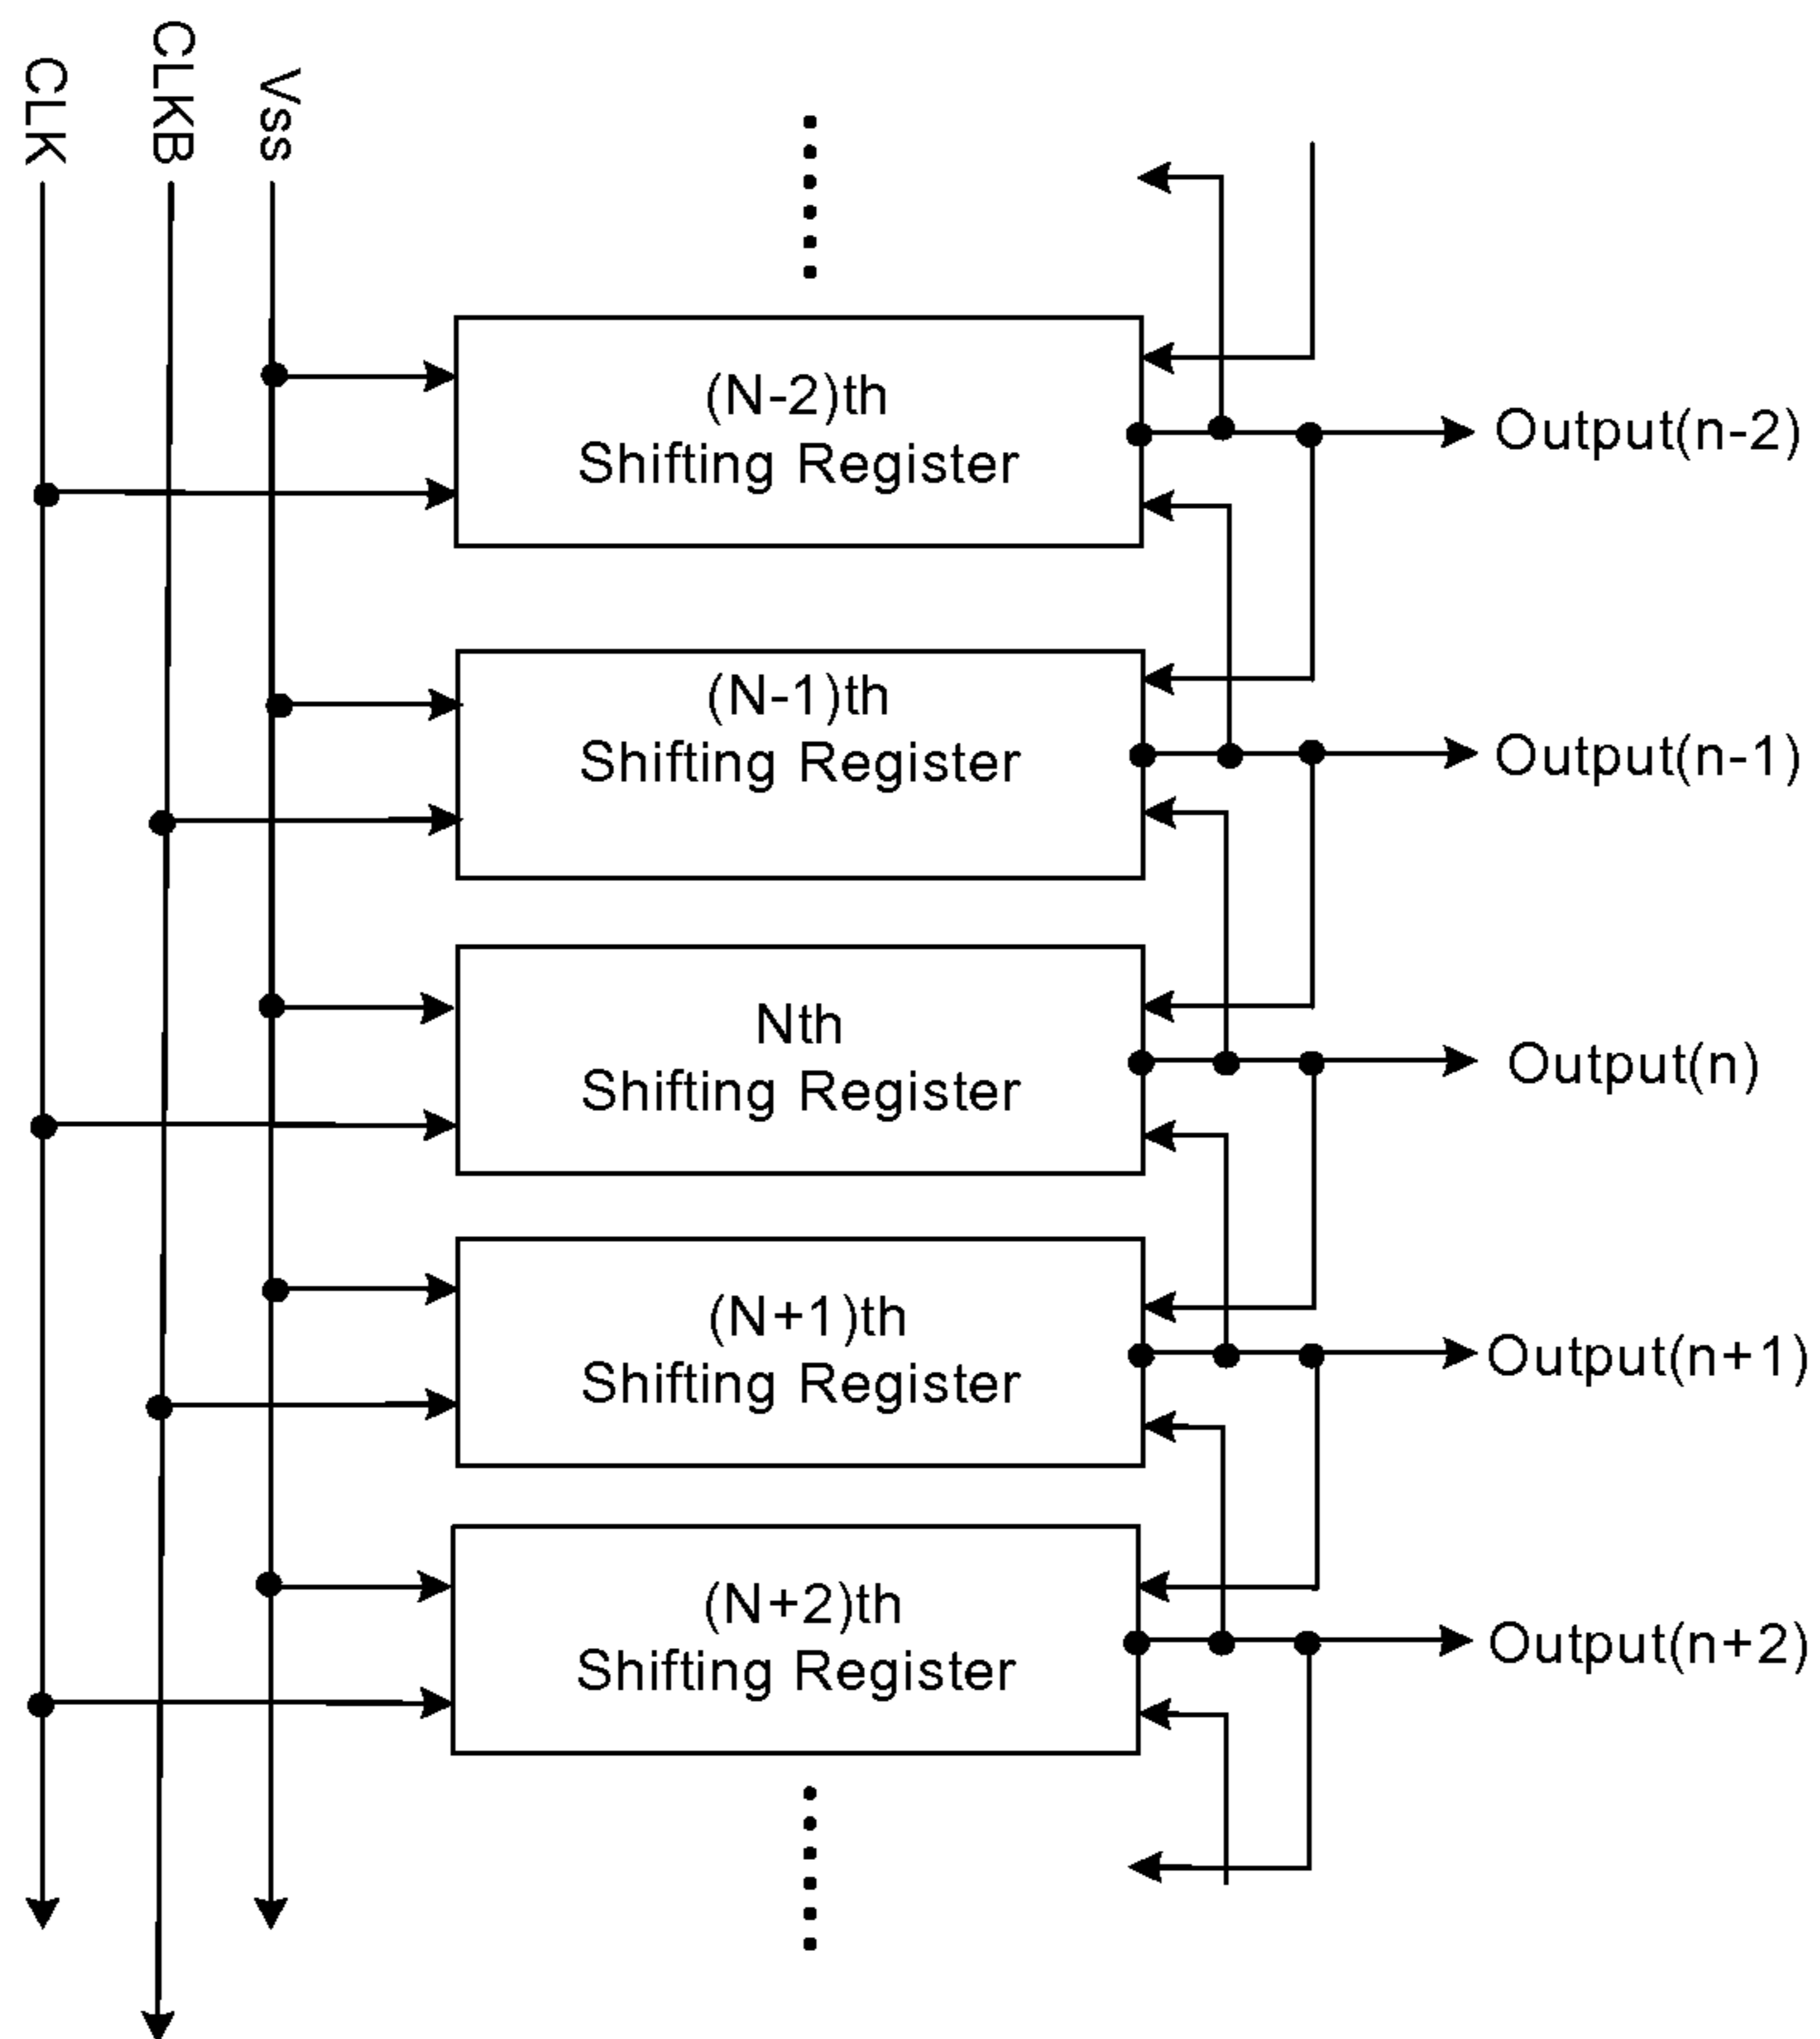 CLK
CLKB
Vss
(N-2)th
Shifting Register
Output(n-2)
(N-1)th
Shifting Register
Output(n-1)
Nth
Shifting Register
Output(n)
(N+1)th
Shifting Register
Output(n+1)
(N+2)th
Shifting Register
Output(n+2)